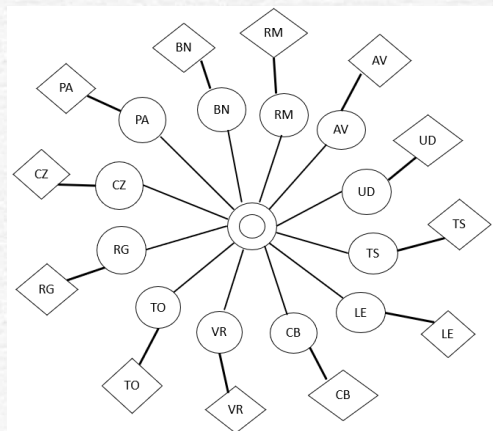 RM
BN
AV
RM
PA
BN
PA
AV
UD
CZ
CZ
UD
TS
RG
TS
RG
TO
LE
VR
CB
LE
TO
CB
VR